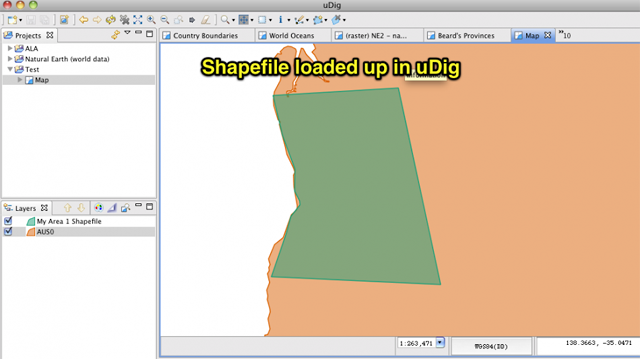 uDig
Projects
ALA
Natural Earth (world data)
Test
Map
Layers
My Area 1 Shapefile
AUS0
Country Boundaries
World Oceans
(raster) NE2 - na...
Beard's Provinces
Map
»10
Shapefile loaded up in uDig
1:263,471
WGS84(DD)
138.3663, -35.0471